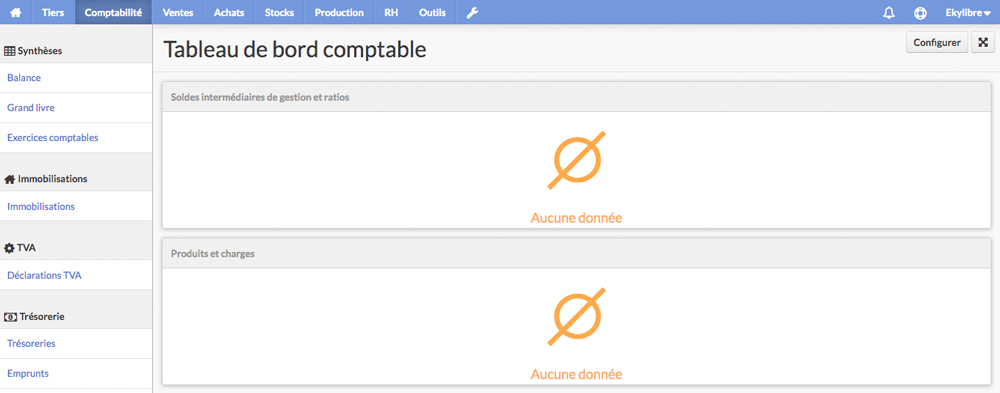 Tiers Comptabilité Ventes Achats Stocks Production RH Outils Ekylibre
Synthèses
Balance
Grand livre
Exercices comptables
Immobilisations
Immobilisations
TVA
Déclarations TVA
Trésorerie
Trésoreries
Emprunts
Tableau de bord comptable
Configurer
Soldes intermédiaires de gestion et ratios
Aucune donnée
Produits et charges
Aucune donnée